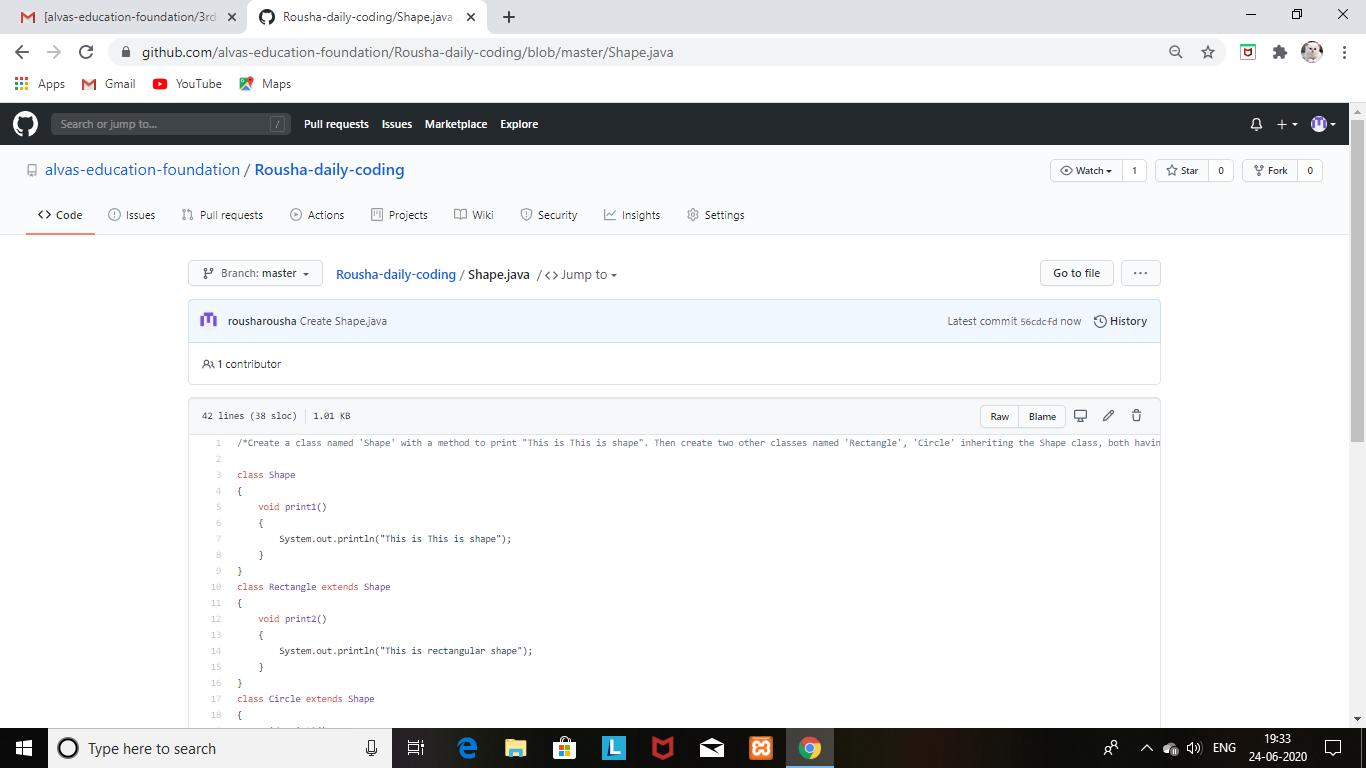 [alvas-education-foundation/3rd
Rousha-daily-coding/Shape.java
github.com/alvas-education-foundation/Rousha-daily-coding/blob/master/Shape.java
Apps Gmail YouTube Maps
Search or jump to... / Pull requests Issues Marketplace Explore
alvas-education-foundation / Rousha-daily-coding
Watch 1 Star 0 Fork 0
Code Issues Pull requests Actions Projects Wiki Security Insights Settings
Branch: master Rousha-daily-coding / Shape.java / <> Jump to Go to file ...
rousharousha Create Shape.java Latest commit 56cdcfd now History
1 contributor
42 lines (38 sloc) 1.01 KB Raw Blame
1 /*Create a class named 'Shape' with a method to print "This is This is shape". Then create two other classes named 'Rectangle', 'Circle' inheriting the Shape class, both havin
2
3 class Shape
4 {
5 void print1()
6 {
7 System.out.println("This is This is shape");
8 }
9 }
10 class Rectangle extends Shape
11 {
12 void print2()
13 {
14 System.out.println("This is rectangular shape");
15 }
16 }
17 class Circle extends Shape
18 {
Type here to search
ENG
19:33
24-06-2020